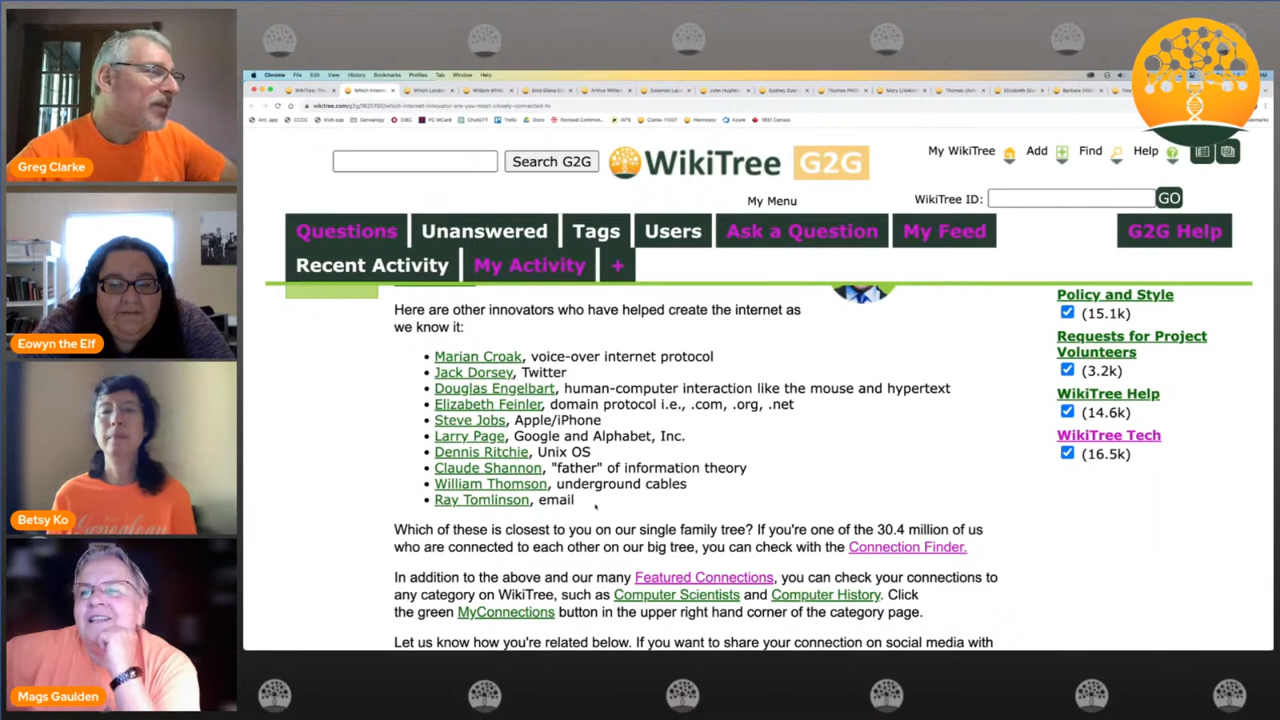 Greg Clarke
Eowyn the Elf
Betsy Ko
Mags Gaulden
Chrome File Edit View History Bookmarks Profiles Tab Window Help
Search G2G
WikiTree G2G
My WikiTree Add Find Help
My Menu
WikiTree ID: GO
Questions Unanswered Tags Users Ask a Question My Feed G2G Help
Recent Activity My Activity +
Here are other innovators who have helped create the internet as
we know it:
• Marian Croak, voice-over internet protocol
• Jack Dorsey, Twitter
• Douglas Engelbart, human-computer interaction like the mouse and hypertext
• Elizabeth Feinler, domain protocol i.e., .com, .org, .net
• Steve Jobs, Apple/iPhone
• Larry Page, Google and Alphabet, Inc.
• Dennis Ritchie, Unix OS
• Claude Shannon, "father" of information theory
• William Thomson, underground cables
• Ray Tomlinson, email
Which of these is closest to you on our single family tree? If you're one of the 30.4 million of us
who are connected to each other on our big tree, you can check with the Connection Finder.
In addition to the above and our many Featured Connections, you can check your connections to
any category on WikiTree, such as Computer Scientists and Computer History. Click
the green MyConnections button in the upper right hand corner of the category page.
Let us know how you're related below. If you want to share your connection on social media with
Policy and Style
(15.1k)
Requests for Project
Volunteers
(3.2k)
WikiTree Help
(14.6k)
WikiTree Tech
(16.5k)